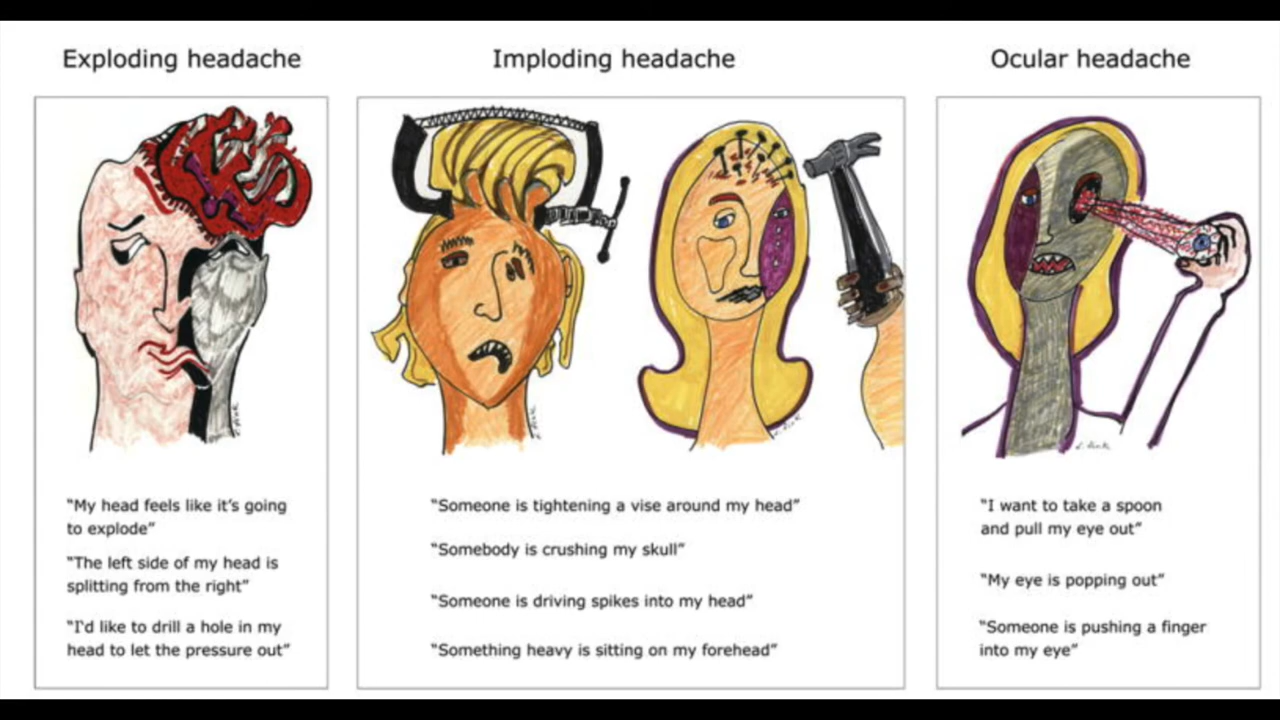 Exploding headache
Imploding headache
Ocular headache
“My head feels like it’s going
to explode”
“The left side of my head is
splitting from the right”
“I’d like to drill a hole in my
head to let the pressure out”
“Someone is tightening a vise around my head”
“Somebody is crushing my skull”
“Someone is driving spikes into my head”
“Something heavy is sitting on my forehead”
“I want to take a spoon
and pull my eye out”
“My eye is popping out”
“Someone is pushing a finger
into my eye”